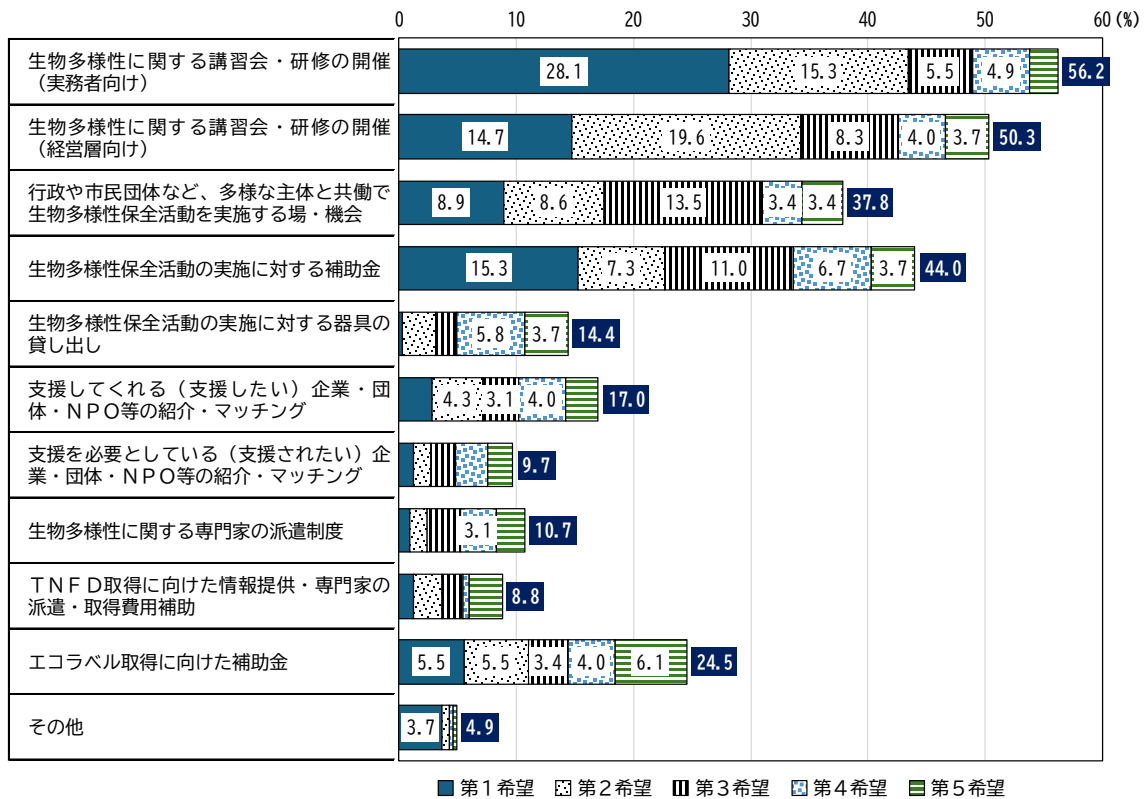 0 10 20 30 40 50 60 (%)
生物多様性に関する講習会・研修の開催
（実務者向け）
28.1 15.3 5.5 4.9 56.2
生物多様性に関する講習会・研修の開催
（経営層向け）
14.7 19.6 8.3 4.0 3.7 50.3
行政や市民団体など、多様な主体と共働で
生物多様性保全活動を実施する場・機会
8.9 8.6 13.5 3.4 3.4 37.8
生物多様性保全活動の実施に対する補助金
15.3 7.3 11.0 6.7 3.7 44.0
生物多様性保全活動の実施に対する器具の
貸し出し
5.8 3.7 14.4
支援してくれる（支援したい）企業・団
体・ＮＰＯ等の紹介・マッチング
4.3 3.1 4.0 17.0
支援を必要としている（支援されたい）企
業・団体・ＮＰＯ等の紹介・マッチング
9.7
生物多様性に関する専門家の派遣制度
3.1 10.7
ＴＮＦＤ取得に向けた情報提供・専門家の
派遣・取得費用補助
8.8
エコラベル取得に向けた補助金
5.5 5.5 3.4 4.0 6.1 24.5
その他
3.7 4.9
第１希望 第２希望 第３希望 第４希望 第５希望